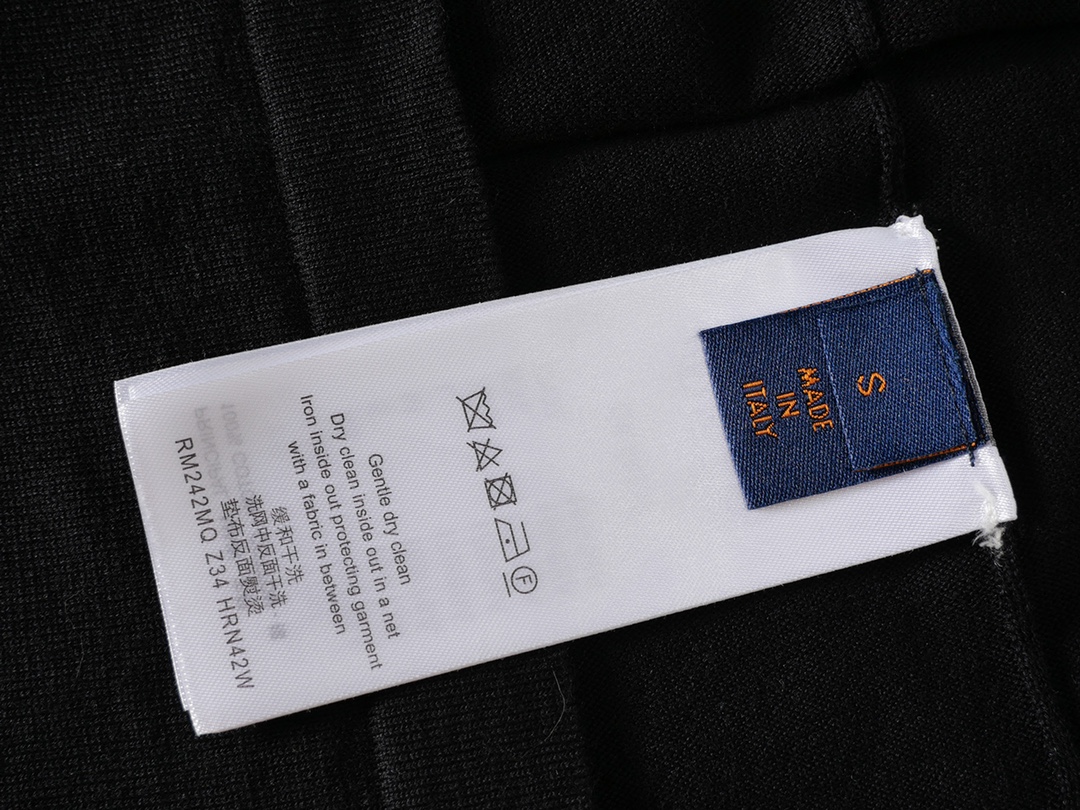 S
MADE
IN
ITALY
F
Gentle dry clean
Dry clean inside out in a net
Iron inside out protecting garment
with a fabric in between
缓和干洗
洗网中反面干洗
垫布反面熨烫
RM242MQ Z34 HRN42W